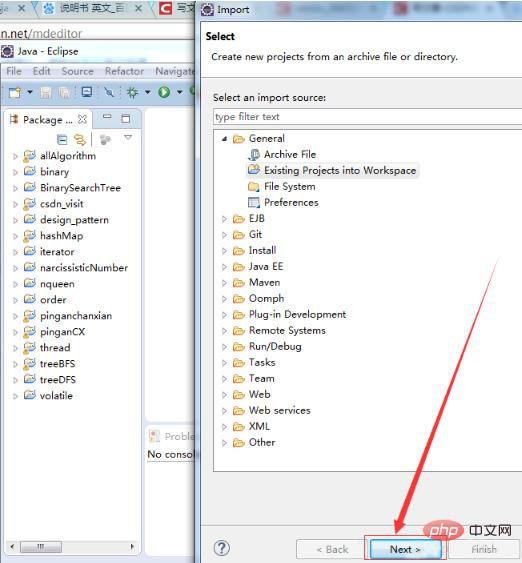 说明书 英文_百
写文
n.net/mdeditor
Java - Eclipse
File Edit Source Refactor Navigate
Package ...
allAlgorithm
binary
BinarySearchTree
csdn_visit
design_pattern
hashMap
iterator
narcissisticNumber
nqueen
order
pinganchanxian
pinganCX
thread
treeBFS
treeDFS
volatile
Proble
No consol
Import
Select
Create new projects from an archive file or directory.
Select an import source:
type filter text
General
Archive File
Existing Projects into Workspace
File System
Preferences
EJB
Git
Install
Java EE
Maven
Oomph
Plug-in Development
Remote Systems
Run/Debug
Tasks
Team
Web
Web services
XML
Other
php 中文网
? < Back Next > Finish